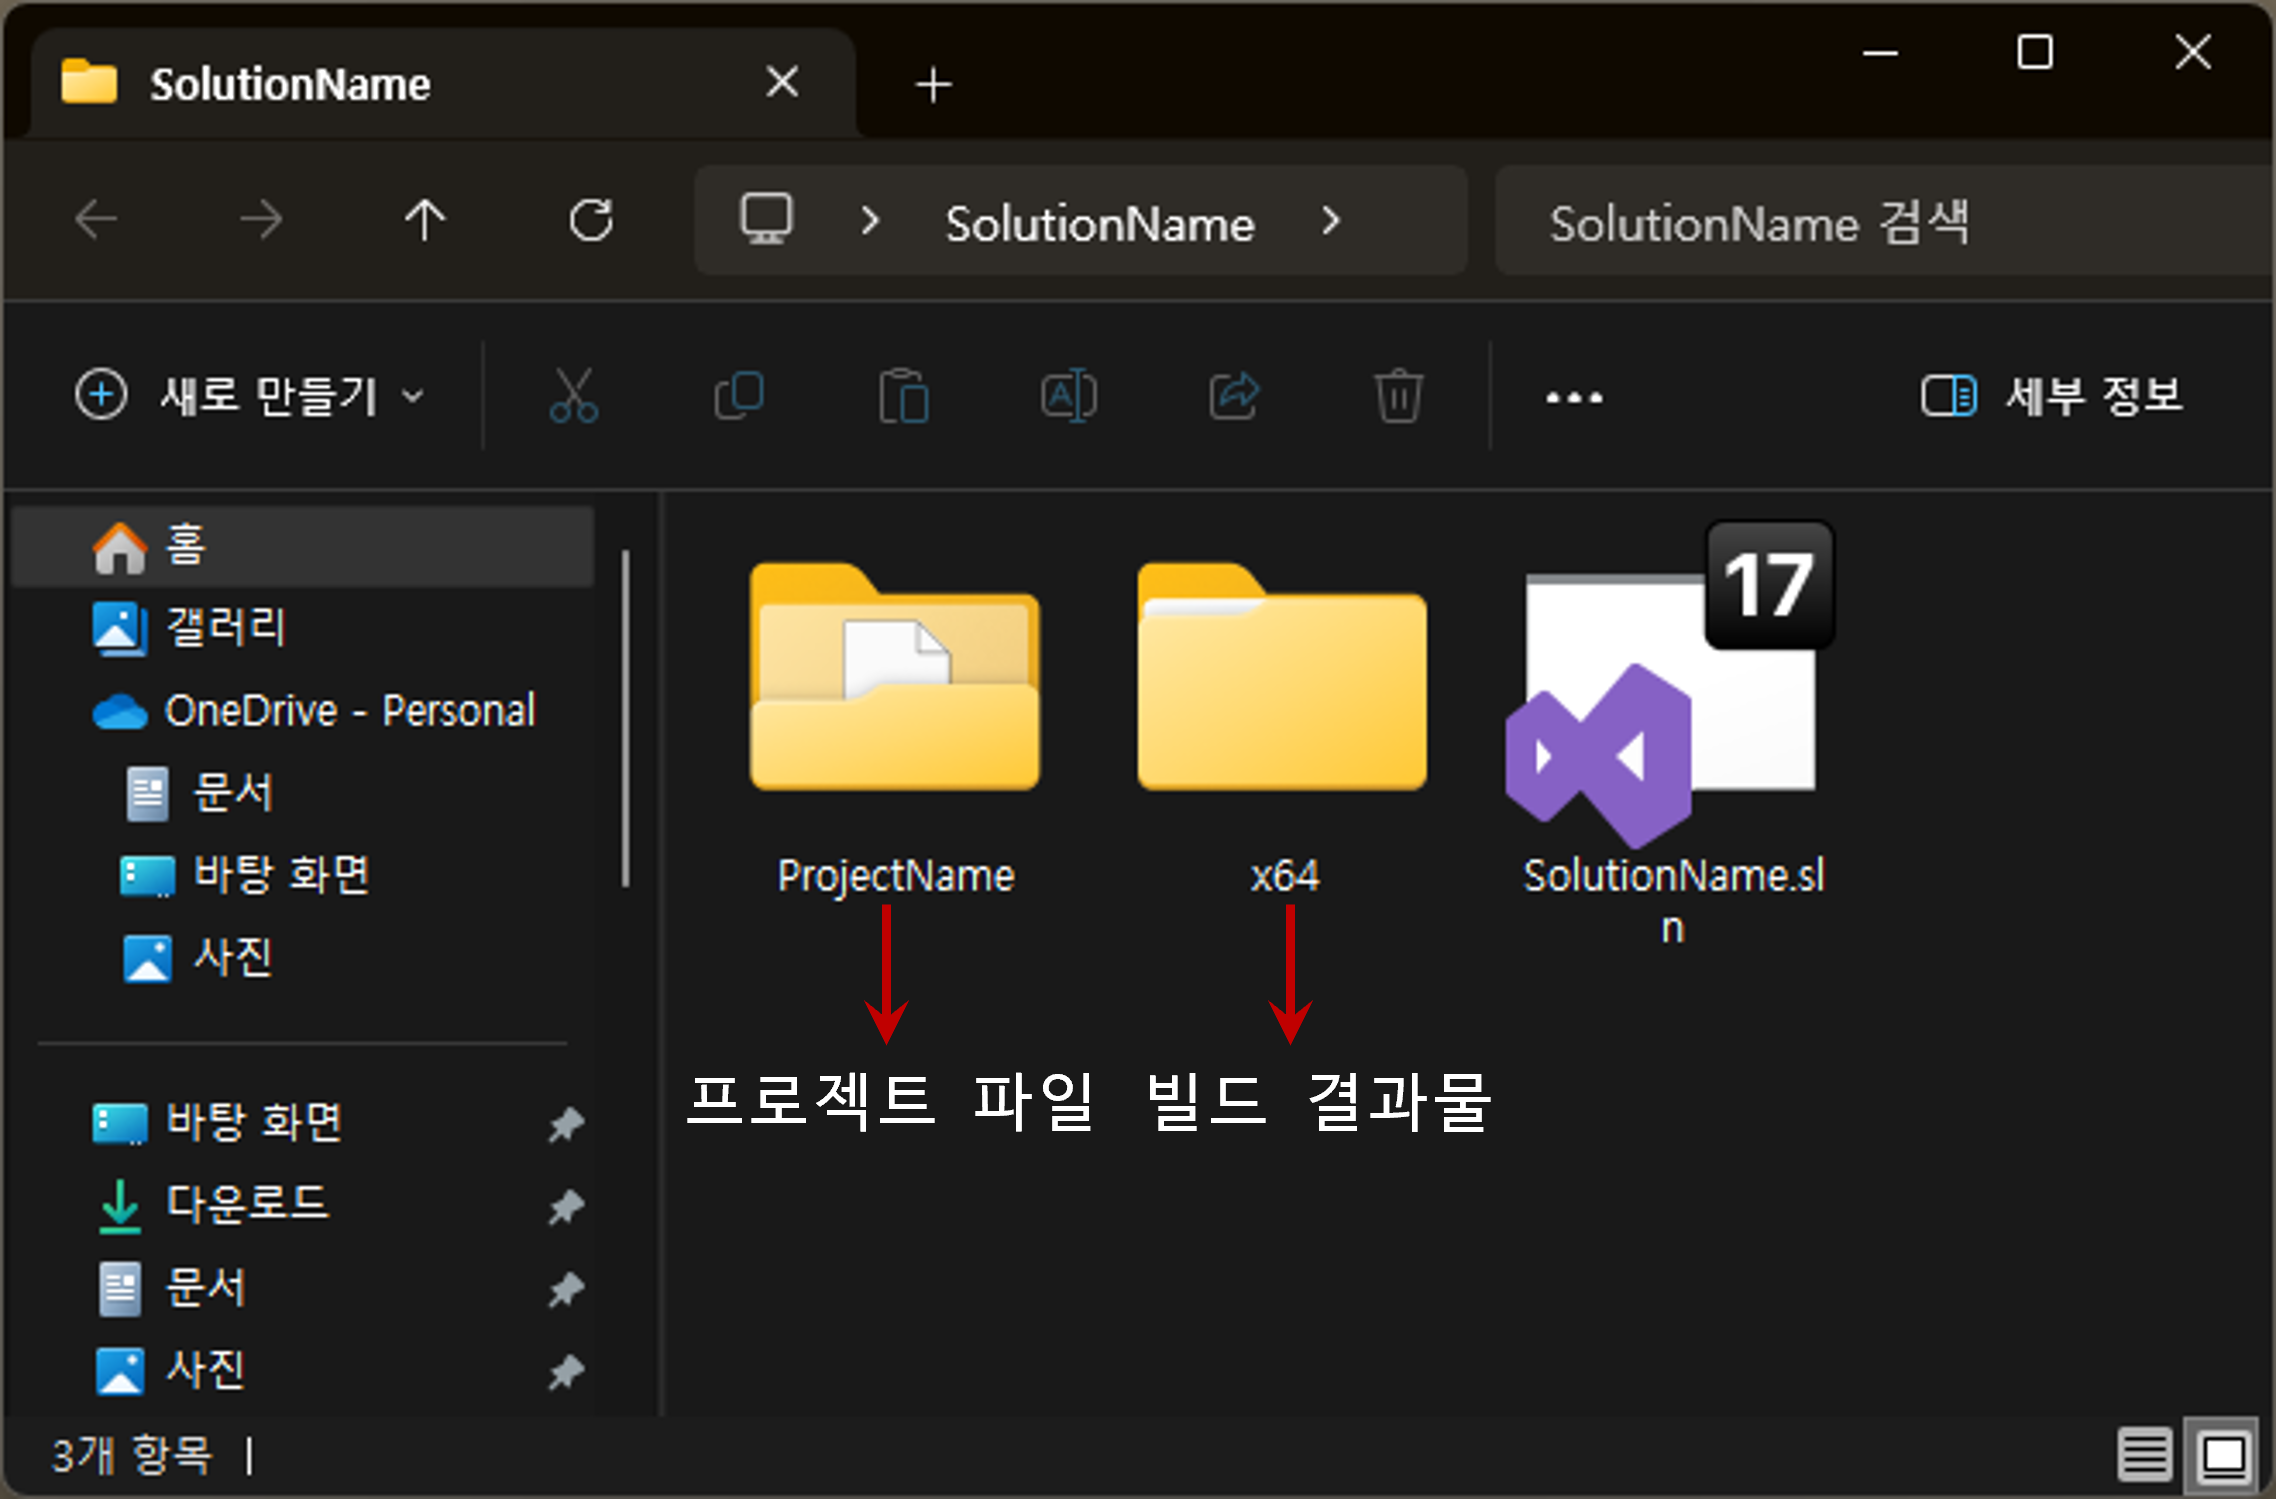 SolutionName
SolutionName
SolutionName 검색
새로 만들기
세부 정보
홈
갤러리
OneDrive - Personal
문서
바탕 화면
사진
바탕 화면
다운로드
문서
사진
17
ProjectName
x64
SolutionName.sl
n
프로젝트 파일
빌드 결과물
3개 항목